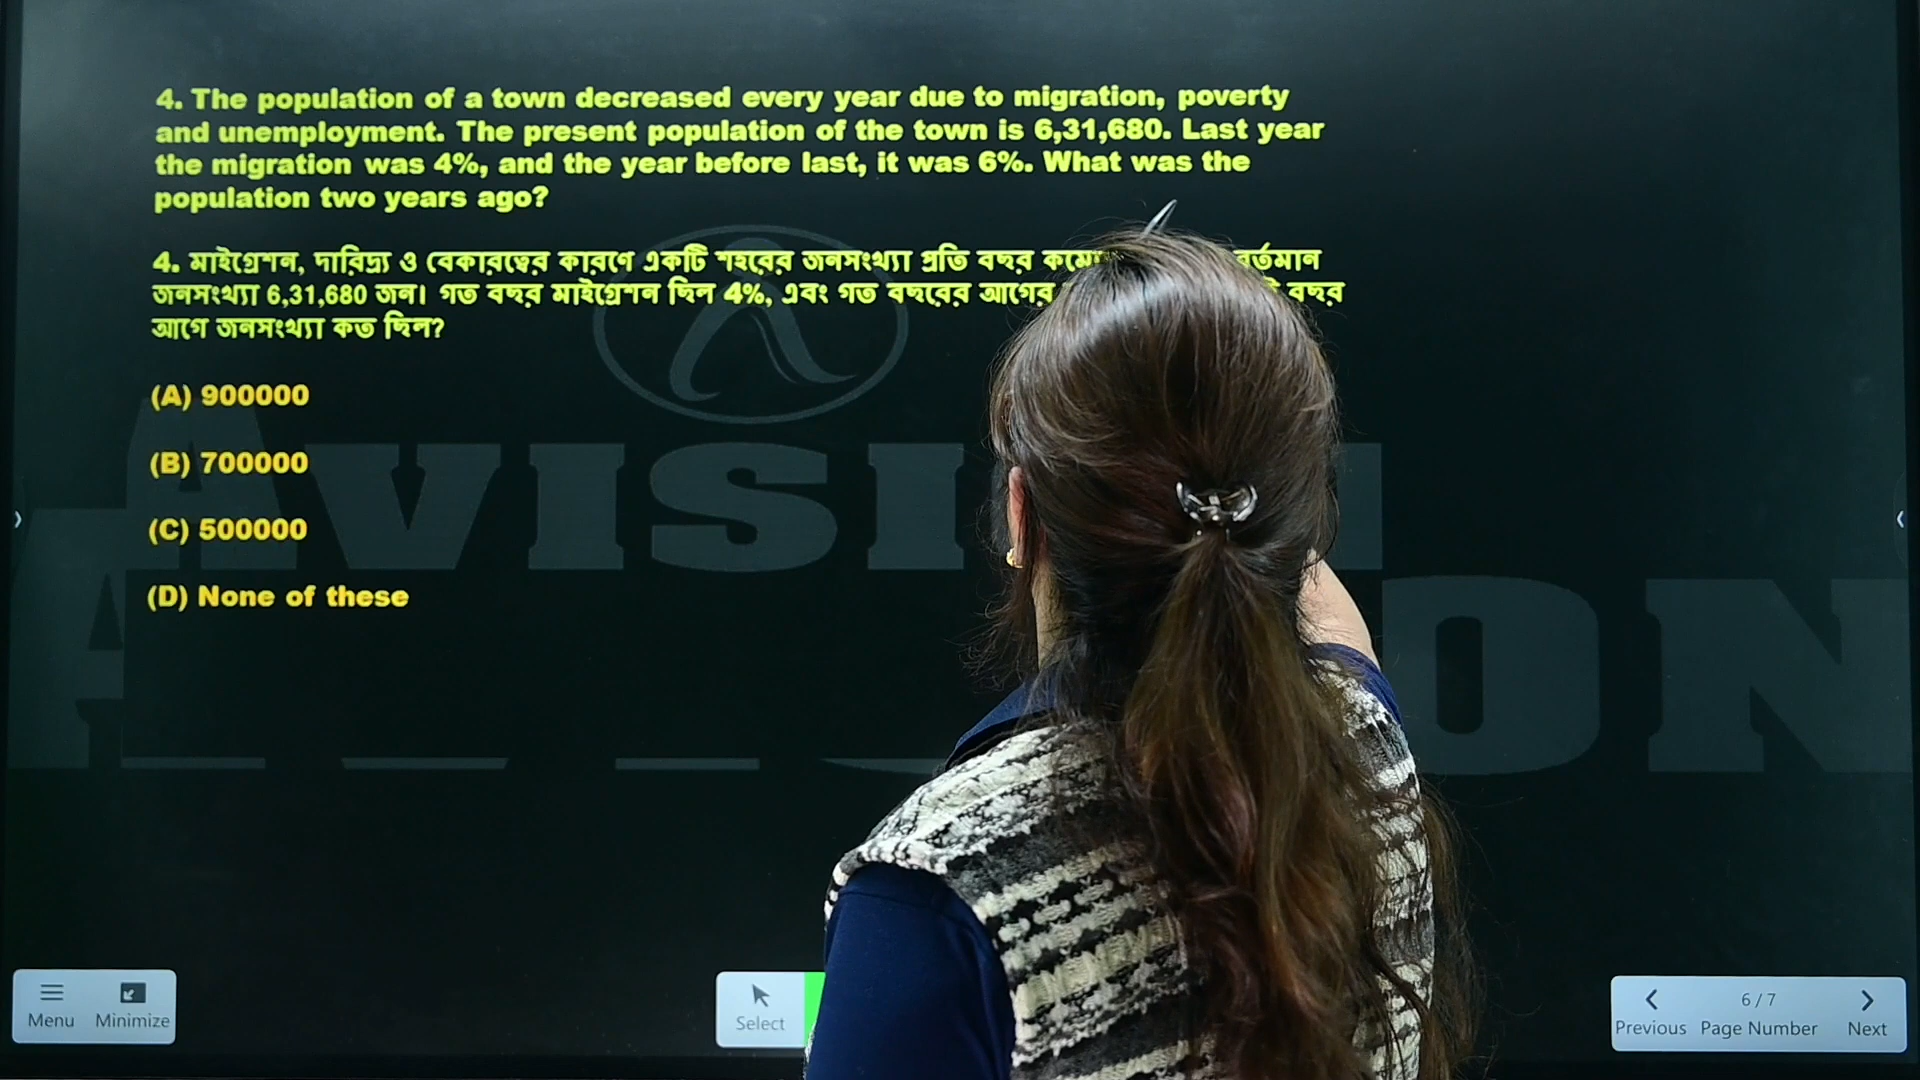 4. The population of a town decreased every year due to migration, poverty
and unemployment. The present population of the town is 6,31,680. Last year
the migration was 4%, and the year before last, it was 6%. What was the
population two years ago?
4. মাইগ্রেশন, দারিদ্র্য ও বেকারত্বের কারণে একটি শহরের জনসংখ্যা প্রতি বছর
জনসংখ্যা 6,31,680 জন। গত বছর মাইগ্রেশন ছিল 4%, এবং গত বছরের আগের বছর
আগে জনসংখ্যা কত ছিল?
(A) 900000
(B) 700000
(C) 500000
(D) None of these
Menu Minimize
Select
6 / 7
Previous Page Number Next